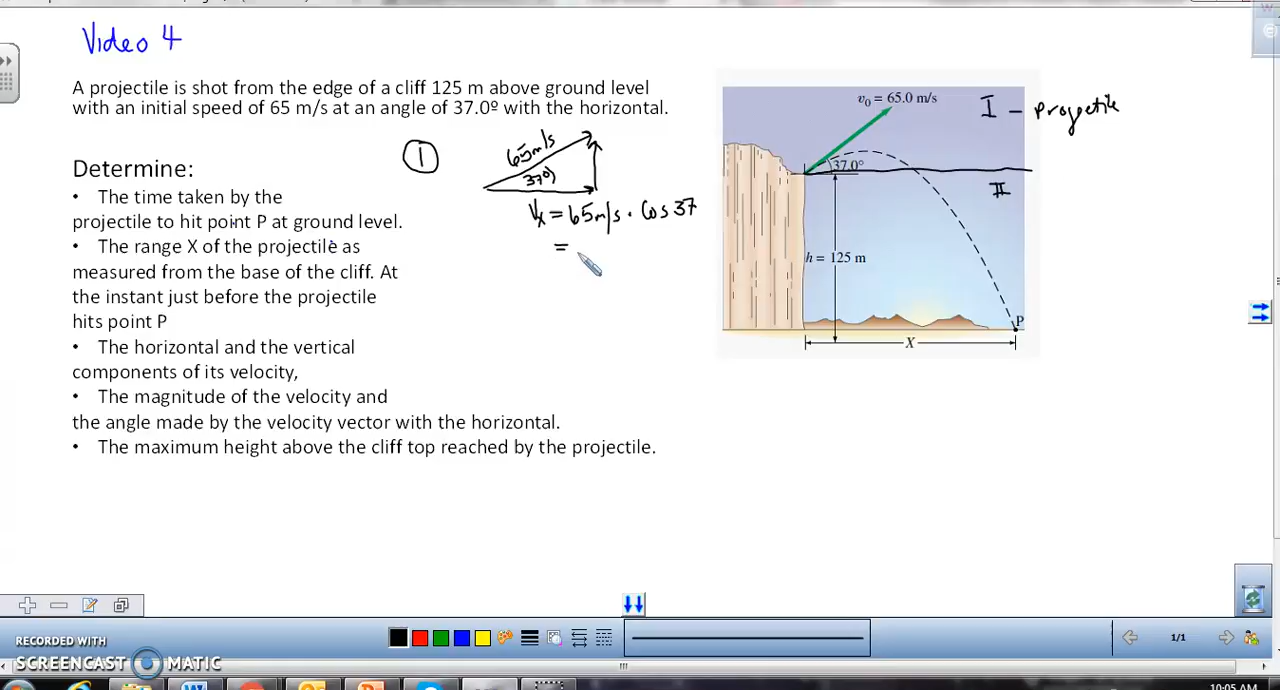 Video 4
A projectile is shot from the edge of a cliff 125 m above ground level
with an initial speed of 65 m/s at an angle of 37.0º with the horizontal.
Determine:
• The time taken by the
projectile to hit point P at ground level.
• The range X of the projectile as
measured from the base of the cliff. At
the instant just before the projectile
hits point P
• The horizontal and the vertical
components of its velocity,
• The magnitude of the velocity and
the angle made by the velocity vector with the horizontal.
• The maximum height above the cliff top reached by the projectile.
1
65m/s
37º
Vx = 65m/s · Cos 37
=
v0 = 65.0 m/s
I - Projectile
37.0°
II
h = 125 m
P
X
RECORDED WITH
SCREENCAST MATIC
1/1
10:05 AM